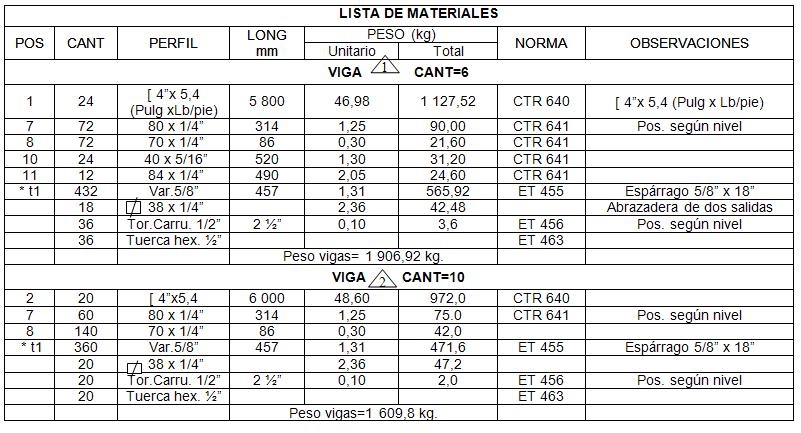 LISTA DE MATERIALES
POS CANT PERFIL LONG mm PESO (kg) NORMA OBSERVACIONES
Unitario Total
VIGA 1 CANT=6
1 24 [ 4”x 5,4 (Pulg xLb/pie) 5 800 46,98 1 127,52 CTR 640 [ 4”x 5,4 (Pulg x Lb/pie)
7 72 80 x 1/4” 314 1,25 90,00 CTR 641 Pos. según nivel
8 72 70 x 1/4” 86 0,30 21,60 CTR 641
10 24 40 x 5/16” 520 1,30 31,20 CTR 641
11 12 84 x 1/4” 490 2,05 24,60 CTR 641
* t1 432 Var.5/8” 457 1,31 565,92 ET 455 Espárrago 5/8” x 18”
18 38 x 1/4” 2,36 42,48 Abrazadera de dos salidas
36 Tor.Carru. 1/2” 2 ½” 0,10 3,6 ET 456 Pos. según nivel
36 Tuerca hex. ½” ET 463
Peso vigas= 1 906,92 kg.
VIGA 2 CANT=10
2 20 [ 4”x5,4 6 000 48,60 972,0 CTR 640
7 60 80 x 1/4” 314 1,25 75.0 CTR 641 Pos. según nivel
8 140 70 x 1/4” 86 0,30 42,0
* t1 360 Var.5/8” 457 1,31 471,6 ET 455 Espárrago 5/8” x 18”
20 38 x 1/4” 2,36 47,2
20 Tor.Carru. 1/2” 2 ½” 0,10 2,0 ET 456 Pos. según nivel
20 Tuerca hex. ½” ET 463
Peso vigas=1 609,8 kg.